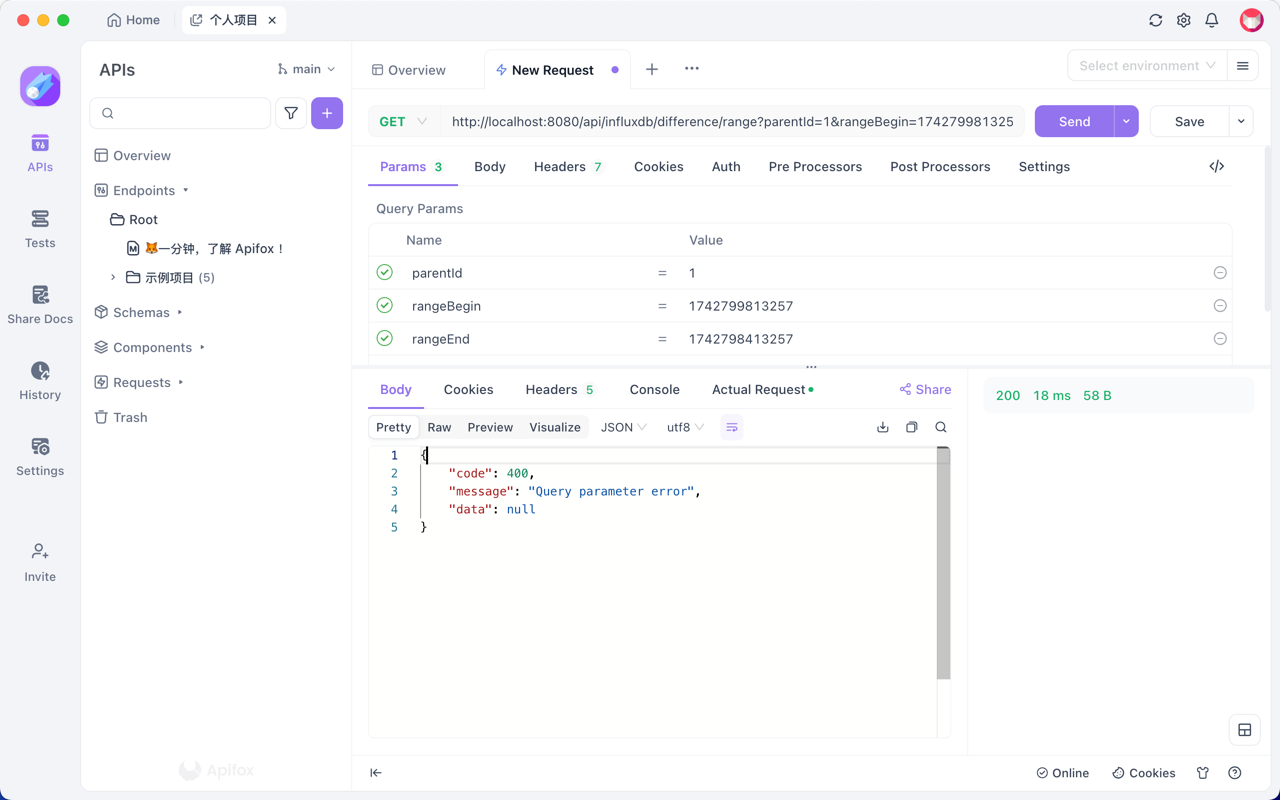 Home
个人项目
APIs
Tests
Share Docs
History
Settings
Invite
APIs
main
Overview
Endpoints
Root
🦊一分钟，了解 Apifox！
示例项目 (5)
Schemas
Components
Requests
Trash
Apifox
Overview
New Request
Select environment
GET
http://localhost:8080/api/influxdb/difference/range?parentId=1&rangeBegin=174279981325
Send
Save
Params 3
Body
Headers 7
Cookies
Auth
Pre Processors
Post Processors
Settings
Query Params
Name Value
parentId = 1
rangeBegin = 1742799813257
rangeEnd = 1742798413257
Body
Cookies
Headers 5
Console
Actual Request
Share
Pretty
Raw
Preview
Visualize
JSON
utf8
1 {
2 "code": 400,
3 "message": "Query parameter error",
4 "data": null
5 }
200 18 ms 58 B
Online
Cookies